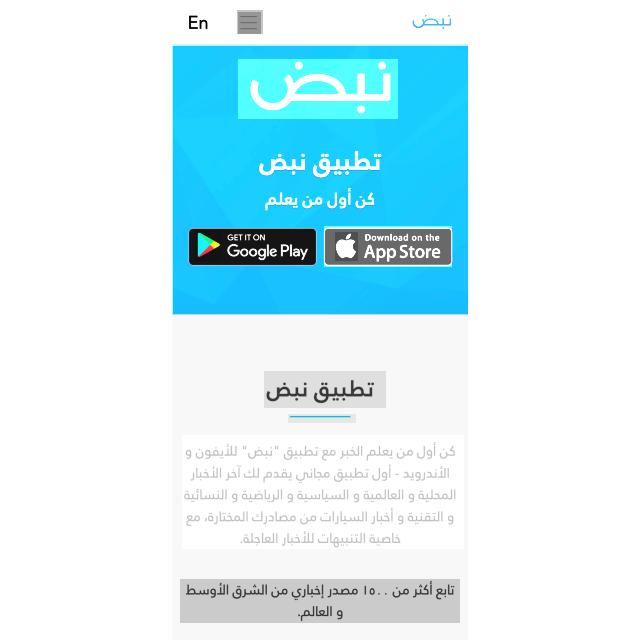 نبض
En
نبض
تطبيق نبض
كن أول من يعلم
GET IT ON
Google Play
Download on the
App Store
تطبيق نبض
كن أول من يعلم الخبر مع تطبيق "نبض" للأيفون و
الأندرويد - أول تطبيق مجاني يقدم لك آخر الأخبار
المحلية و العالمية و السياسية و الرياضية و النسائية
و التقنية و أخبار السيارات من مصادرك المختارة، مع
خاصية التنبيهات للأخبار العاجلة.
تابع أكثر من ١٥٠٠ مصدر إخباري من الشرق الأوسط
و العالم.